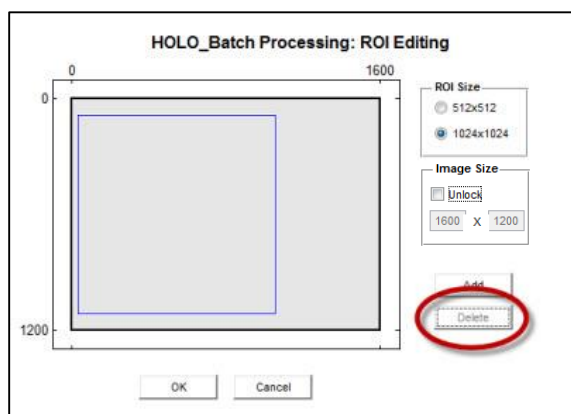 HOLO_Batch Processing: ROI Editing
0 1600
0
1200
ROI Size
512x512
1024x1024
Image Size
Unlock
1600 X 1200
Add
Delete
OK Cancel